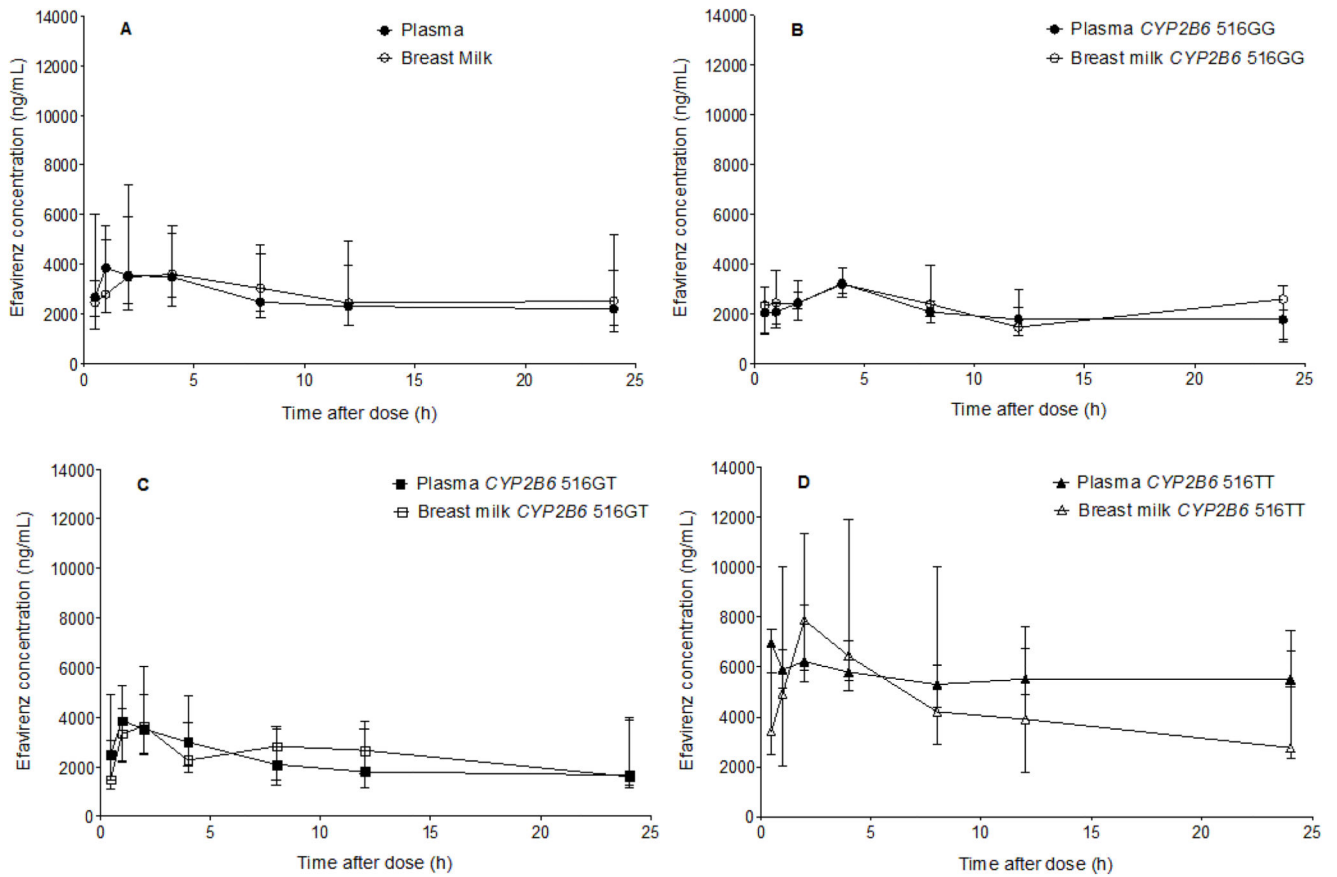 A
Plasma
Breast Milk
Efavirenz concentration (ng/mL)
14000
12000
10000
8000
6000
4000
2000
0
0 5 10 15 20 25
Time after dose (h)
B
Plasma CYP2B6 516GG
Breast milk CYP2B6 516GG
Efavirenz concentration (ng/mL)
14000
12000
10000
8000
6000
4000
2000
0
0 5 10 15 20 25
Time after dose (h)
C
Plasma CYP2B6 516GT
Breast milk CYP2B6 516GT
Efavirenz concentration (ng/mL)
14000
12000
10000
8000
6000
4000
2000
0
0 5 10 15 20 25
Time after dose (h)
D
Plasma CYP2B6 516TT
Breast milk CYP2B6 516TT
Efavirenz concentration (ng/mL)
14000
12000
10000
8000
6000
4000
2000
0
0 5 10 15 20 25
Time after dose (h)